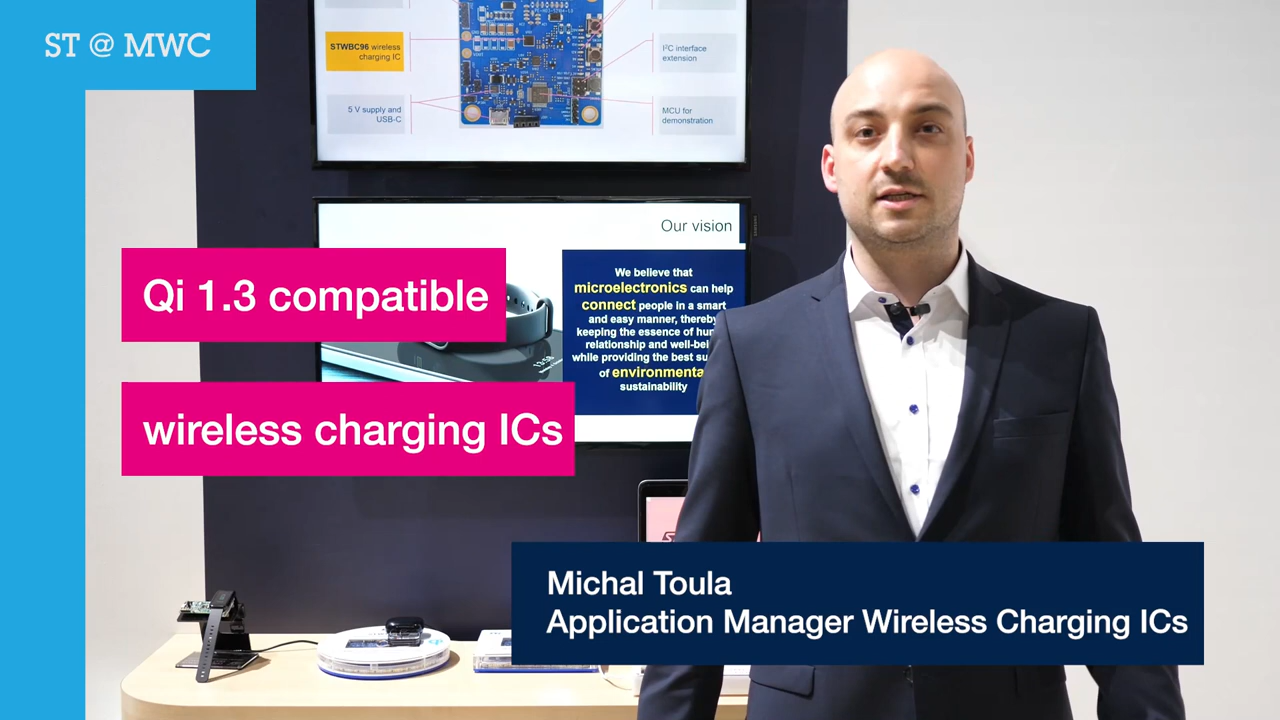 ST @ MWC
STWBC96 wireless
charging IC
5 V supply and
USB-C
I²C interface
extension
MCU for
demonstration
Our vision
We believe that
microelectronics can help
connect people in a smart
and easy manner, thereby
keeping the essence of
relationship and
while providing the best
of
sustainability
Qi 1.3 compatible
wireless charging ICs
Michal Toula
Application Manager Wireless Charging ICs